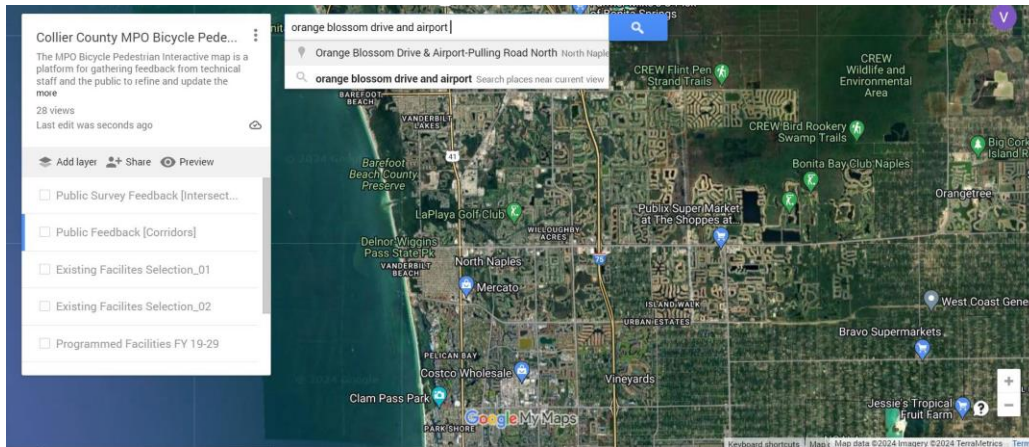 Collier County MPO Bicycle Pede...
The MPO Bicycle Pedestrian Interactive map is a
platform for gathering feedback from technical
staff and the public to refine and update the
more
28 views
Last edit was seconds ago
Add layer
Share
Preview
Public Survey Feedback [Intersect...
Public Feedback [Corridors]
Existing Facilites Selection_01
Existing Facilites Selection_02
Programmed Facilities FY 19-29
orange blossom drive and airport
Orange Blossom Drive & Airport-Pulling Road North North Naple
orange blossom drive and airport Search places near current view
V
Bonita Springs
BAREFOOT
BEACH
VANDERBILT
LAKES
41
Barefoot
Beach County
Preserve
LaPlaya Golf Club
WILLOUGHBY
ACRES
Delnor Wiggins
Pass State Pk
VANDERBILT
BEACH
North Naples
Mercato
75
PELICAN BAY
Costco Wholesale
Clam Pass Park
PARK SHORE
Vineyards
ISLAND WALK
URBAN ESTATES
Publix Super Market
at The Shoppes at...
CREW Flint Pen
Strand Trails
CREW
Wildlife and
Environmental
Area
CREW Bird Rookery
Swamp Trails
Bonita Bay Club Naples
Big Cork
Island R
Orangetree
West Coast Gene
Bravo Supermarkets
Jessie's Tropical
Fruit Farm
+
?
−
Google My Maps
Keyboard shortcuts
Map data ©2024 Imagery ©2024 TerraMetrics
Term